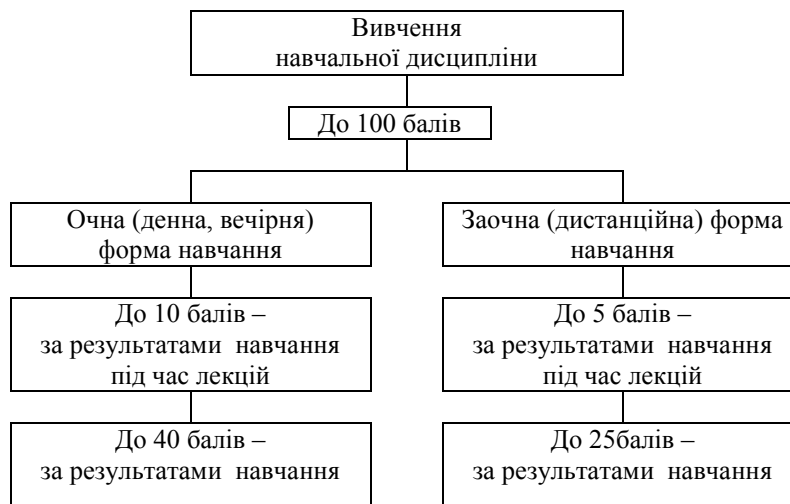 Вивчення
навчальної дисципліни
До 100 балів
Очна (денна, вечірня)
форма навчання
Заочна (дистанційна) форма
навчання
До 10 балів –
за результатами навчання
під час лекцій
До 5 балів –
за результатами навчання
під час лекцій
До 40 балів –
за результатами навчання
До 25балів –
за результатами навчання